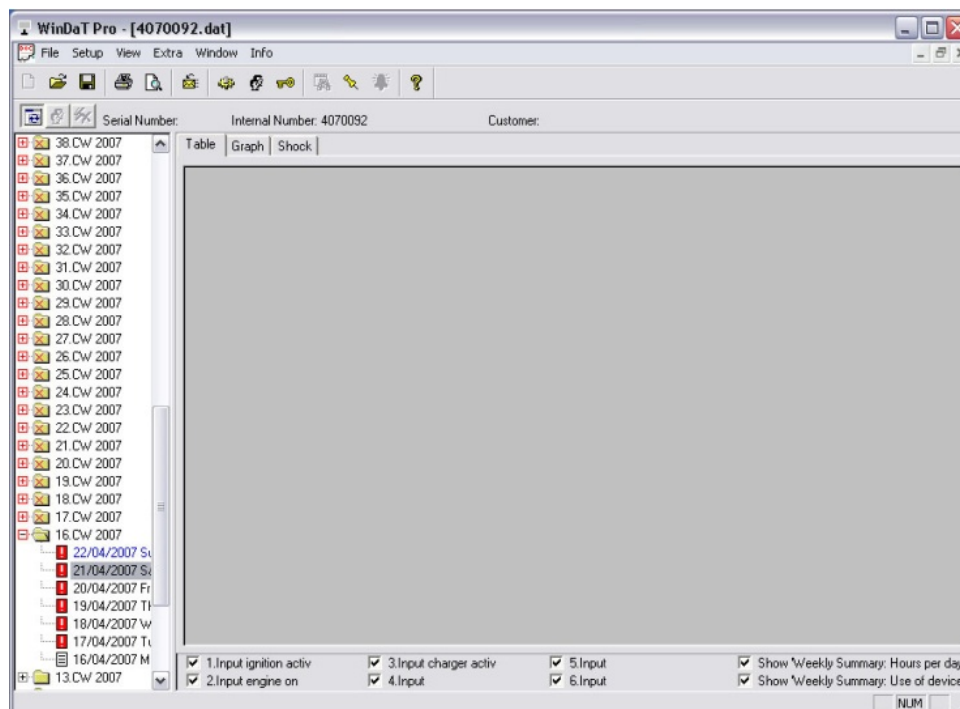 WinDaT Pro - [4070092.dat]
File Setup View Extra Window Info
Serial Number: Internal Number: 4070092 Customer:
Table Graph Shock
38.CW 2007
37.CW 2007
36.CW 2007
35.CW 2007
34.CW 2007
33.CW 2007
32.CW 2007
31.CW 2007
30.CW 2007
29.CW 2007
28.CW 2007
27.CW 2007
26.CW 2007
25.CW 2007
24.CW 2007
23.CW 2007
22.CW 2007
21.CW 2007
20.CW 2007
19.CW 2007
18.CW 2007
17.CW 2007
16.CW 2007
22/04/2007 Su
21/04/2007 Sa
20/04/2007 Fr
19/04/2007 Th
18/04/2007 W
17/04/2007 Tu
16/04/2007 M
13.CW 2007
1.Input ignition activ 3.Input charger activ 5.Input Show 'Weekly Summary: Hours per day
2.Input engine on 4.Input 6.Input Show 'Weekly Summary: Use of device
NUM